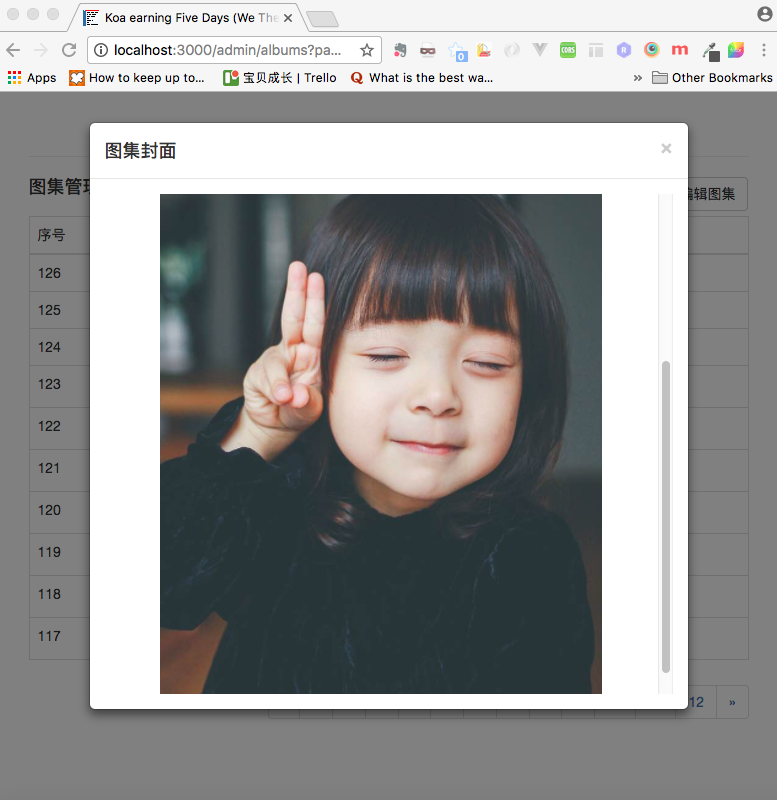 Koa earning Five Days (We The
localhost:3000/admin/albums?pa...
0
CORS
R
m
Apps
How to keep up to...
宝贝成长 | Trello
Q
What is the best wa...
»
Other Bookmarks
图集封面
×
图集管理
编辑图集
序号
126
125
124
123
122
121
120
119
118
117
12
»